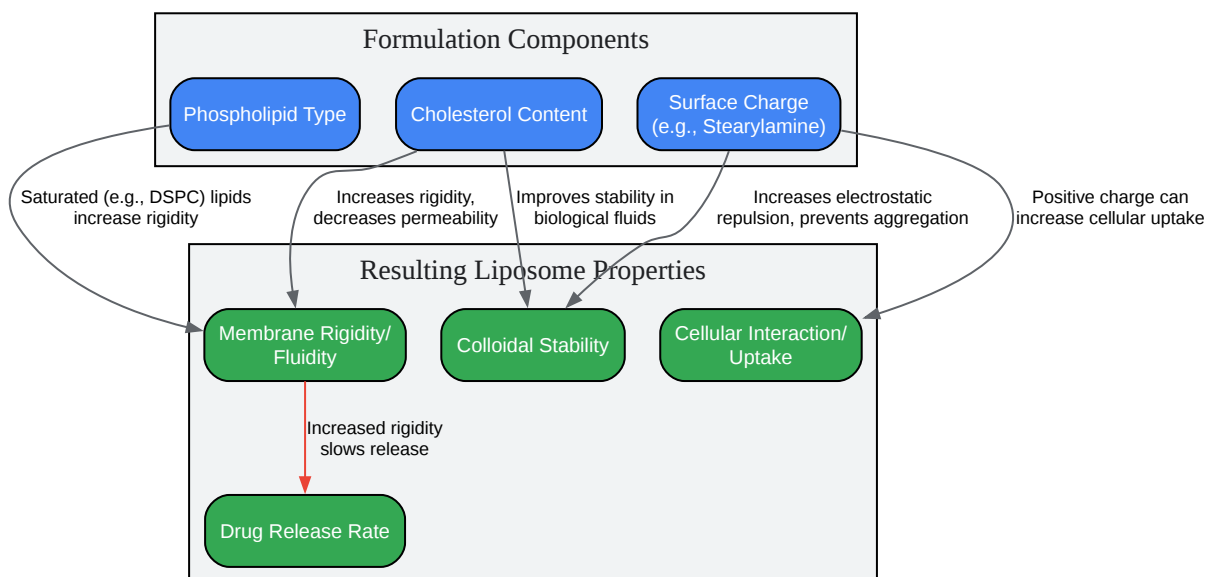 Formulation Components
Phospholipid Type
Cholesterol Content
Surface Charge
(e.g., Stearylamine)
Saturated (e.g., DSPC) lipids
increase rigidity
Increases rigidity,
decreases permeability
Improves stability in
biological fluids
Increases electrostatic
repulsion, prevents aggregation
Positive charge can
increase cellular uptake
Resulting Liposome Properties
Membrane Rigidity/
Fluidity
Colloidal Stability
Cellular Interaction/
Uptake
Increased rigidity
slows release
Drug Release Rate